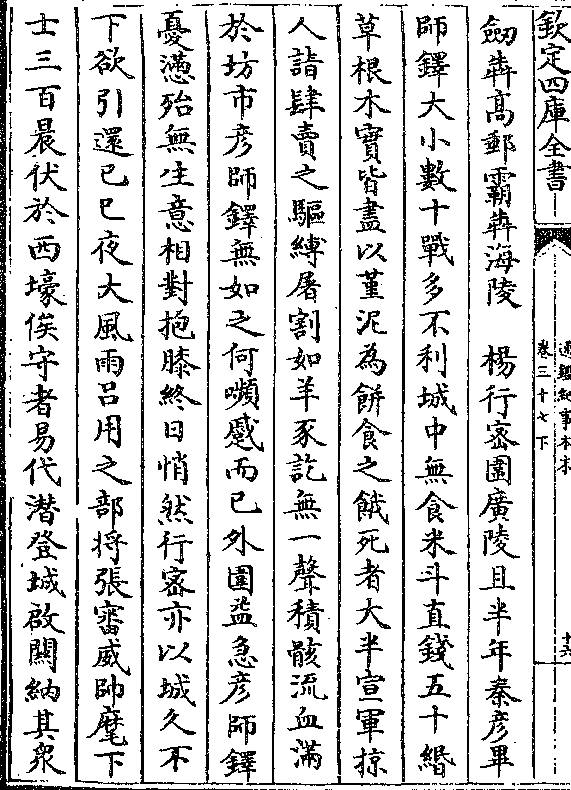 欽定四庫全書
通鑑紀事本末
卷三十七下
十六
劒犇髙郵霸犇海陵　楊行宻圍廣陵且半年秦彦畢
師鐸大小數十戰多不利城中無食米斗直錢五十緡
草根木實皆盡以堇泥為餅食之餓死者大半宣軍掠
人詣肆賣之驅縛屠割如羊豕訖無一聲積骸流血滿
於坊市彦師鐸無如之何嚬蹙而已外圍益急彦師鐸
憂懣殆無生意相對抱膝終日悄然行宻亦以城久不
下欲引還己巳夜大風雨呂用之部將張審威帥麾下
士三百晨伏於西壕俟守者易代潜登城啟關納其衆